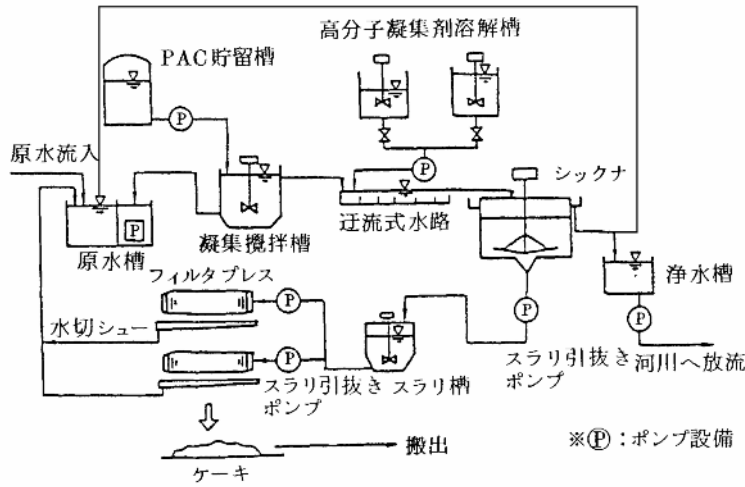 高分子凝集剤溶解槽
PAC貯留槽
P
原水流入
P
シックナ
P
凝集攪拌槽
迂流式水路
原水槽
浄水槽
フィルタプレス
P
P
P
水切シュー
P
スラリ引抜き
ポンプ
スラリ槽
スラリ引抜き
ポンプ
河川へ放流
搬出
※Ⓟ：ポンプ設備
ケーキ